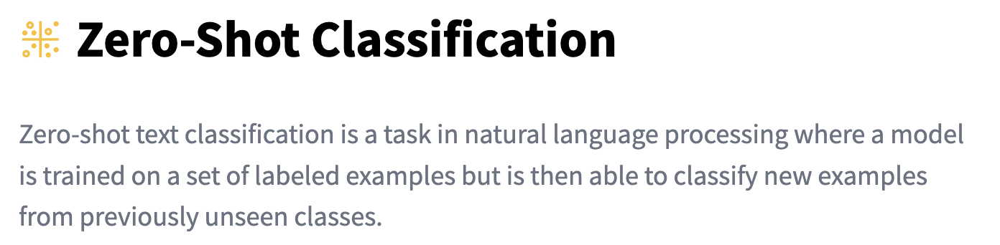 Zero-Shot Classification
Zero-shot text classification is a task in natural language processing where a model
is trained on a set of labeled examples but is then able to classify new examples
from previously unseen classes.